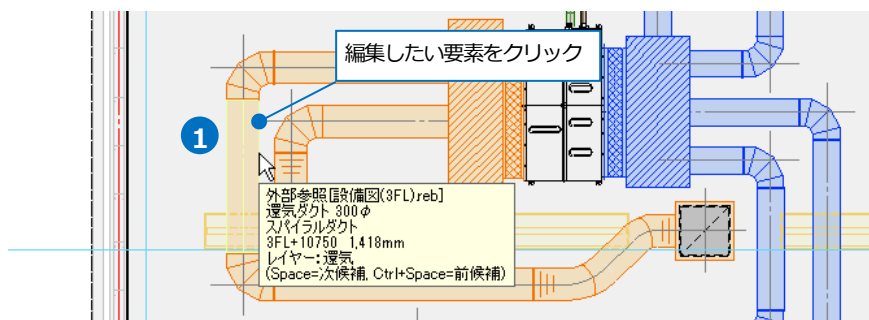 編集したい要素をクリック
1
外部参照[設備図(3FL).reb]
還気ダクト 300φ
スパイラルダクト
3FL+10750 1,418mm
レイヤー:還気
(Space=次候補, Ctrl+Space=前候補)